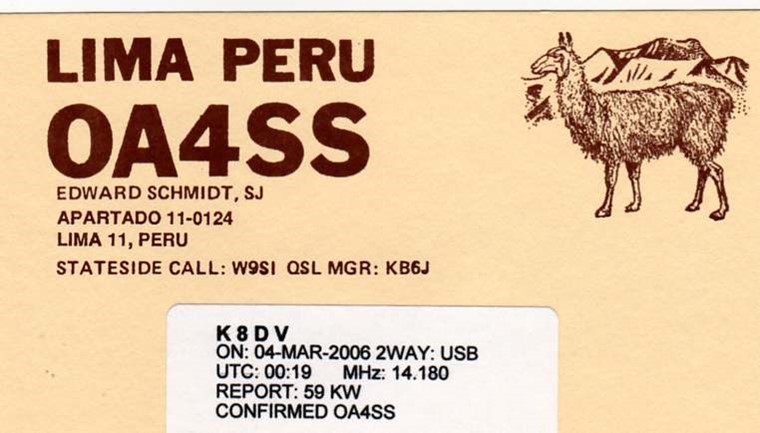 LIMA PERU
OA4SS
EDWARD SCHMIDT, SJ
APARTADO 11-0124
LIMA 11, PERU
STATESIDE CALL: W9SI QSL MGR: KB6J
K8DV
ON: 04-MAR-2006 2WAY: USB
UTC: 00:19 MHz: 14.180
REPORT: 59 KW
CONFIRMED OA4SS